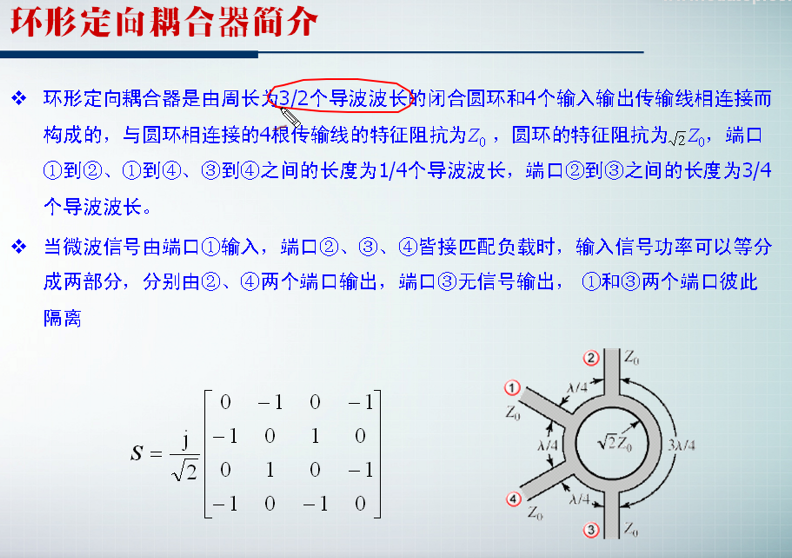 环形定向耦合器简介
❖ 环形定向耦合器是由周长为3/2个导波波长的闭合圆环和4个输入输出传输线相连接而
构成的，与圆环相连接的4根传输线的特征阻抗为Z₀，圆环的特征阻抗为√2Z₀，端口
①到②、①到④、③到④之间的长度为1/4个导波波长，端口②到③之间的长度为3/4
个导波波长。
❖ 当微波信号由端口①输入，端口②、③、④皆接匹配负载时，输入信号功率可以等分
成两部分，分别由②、④两个端口输出，端口③无信号输出， ①和③两个端口彼此
隔离
S = j/√2
0 −1 0 −1
−1 0 1 0
0 1 0 −1
−1 0 −1 0
② Z₀
① λ/4
Z₀
λ/4 √2Z₀ 3λ/4
④ λ/4
Z₀
③ Z₀